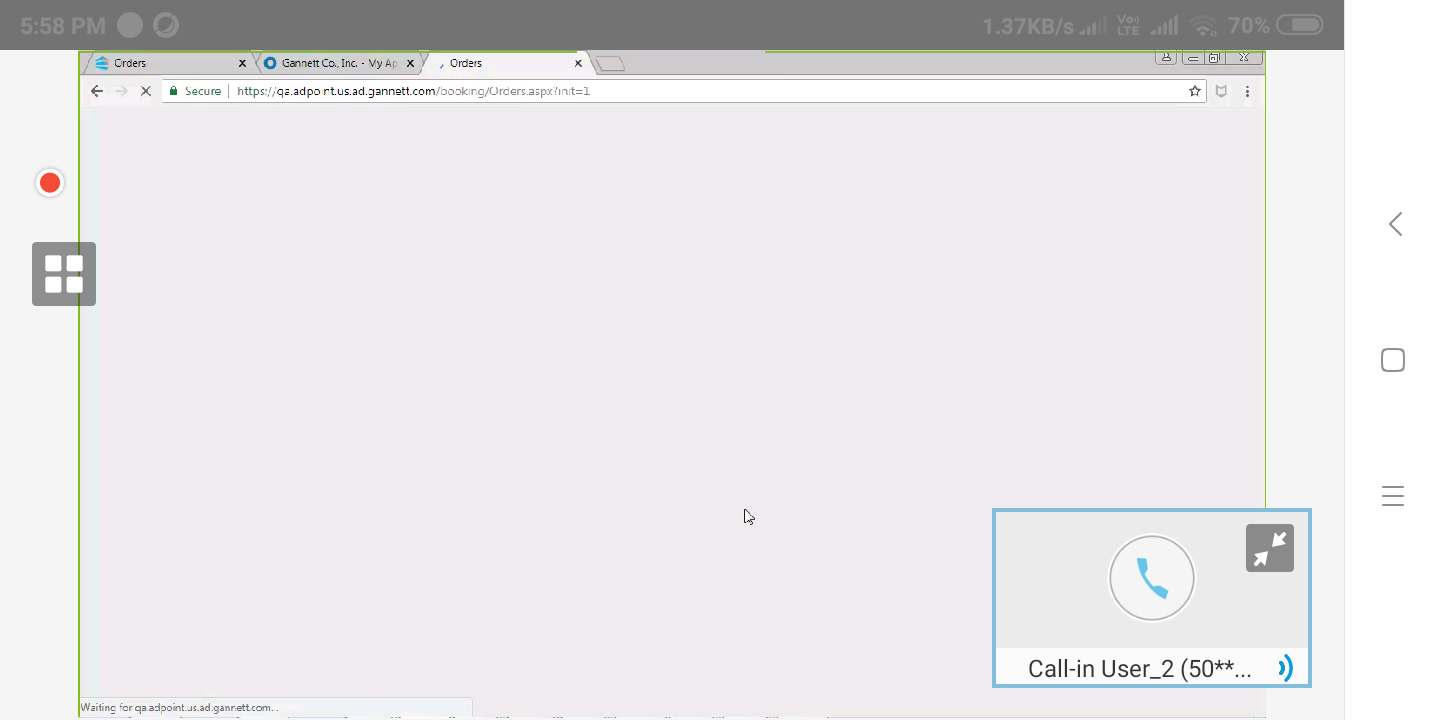 5:58 PM 1.37KB/s Vo)) LTE 70%
Orders x Gannett Co., Inc. - My Ap x Orders x
Secure https://qa.adpoint.us.ad.gannett.com/booking/Orders.aspx?init=1
Call-in User_2 (50**...
Waiting for qa.adpoint.us.ad.gannett.com...